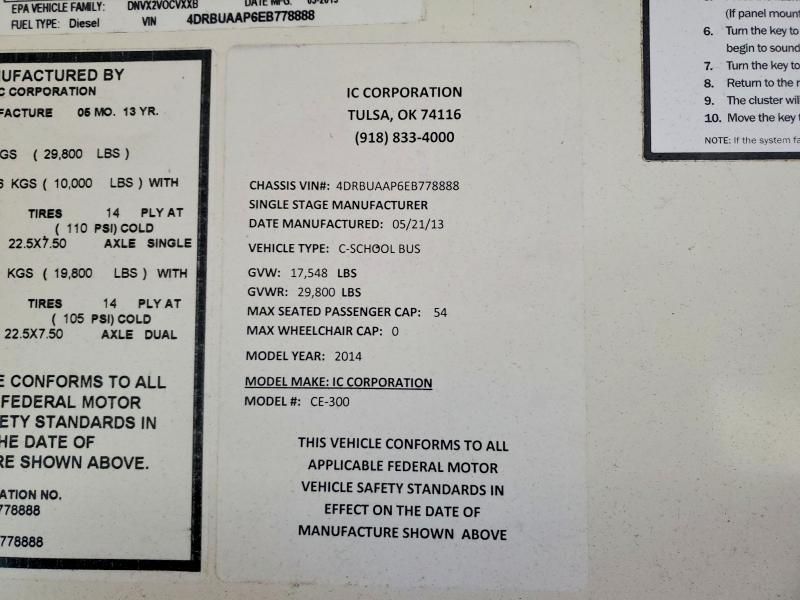 EPA VEHICLE FAMILY: DNVX2VOCVXXB DATE MFG. 05-2013
FUEL TYPE: Diesel VIN 4DRBUAAP6EB778888
NUFACTURED BY
C CORPORATION
FACTURE 05 MO. 13 YR.
GS ( 29,800 LBS )
S KGS ( 10,000 LBS ) WITH
TIRES 14 PLY AT
( 110 PSI) COLD
22.5X7.50 AXLE SINGLE
KGS ( 19,800 LBS ) WITH
TIRES 14 PLY AT
( 105 PSI) COLD
22.5X7.50 AXLE DUAL
E CONFORMS TO ALL
FEDERAL MOTOR
ETY STANDARDS IN
HE DATE OF
RE SHOWN ABOVE.
ATION NO.
778888
778888
IC CORPORATION
TULSA, OK 74116
(918) 833-4000
CHASSIS VIN#: 4DRBUAAP6EB778888
SINGLE STAGE MANUFACTURER
DATE MANUFACTURED: 05/21/13
VEHICLE TYPE: C-SCHOOL BUS
GVW: 17,548 LBS
GVWR: 29,800 LBS
MAX SEATED PASSENGER CAP: 54
MAX WHEELCHAIR CAP: 0
MODEL YEAR: 2014
MODEL MAKE: IC CORPORATION
MODEL #: CE-300
THIS VEHICLE CONFORMS TO ALL
APPLICABLE FEDERAL MOTOR
VEHICLE SAFETY STANDARDS IN
EFFECT ON THE DATE OF
MANUFACTURE SHOWN ABOVE
(If panel mount
6. Turn the key to
begin to sound
7. Turn the key to
8. Return to the r
9. The cluster wil
10. Move the key t
NOTE: If the system fa